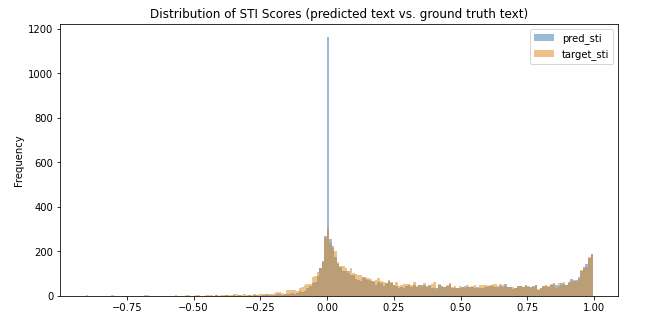 Distribution of STI Scores (predicted text vs. ground truth text)
1200
1000
800
600
400
200
0
Frequency
pred_sti
target_sti
−0.75 −0.50 −0.25 0.00 0.25 0.50 0.75 1.00